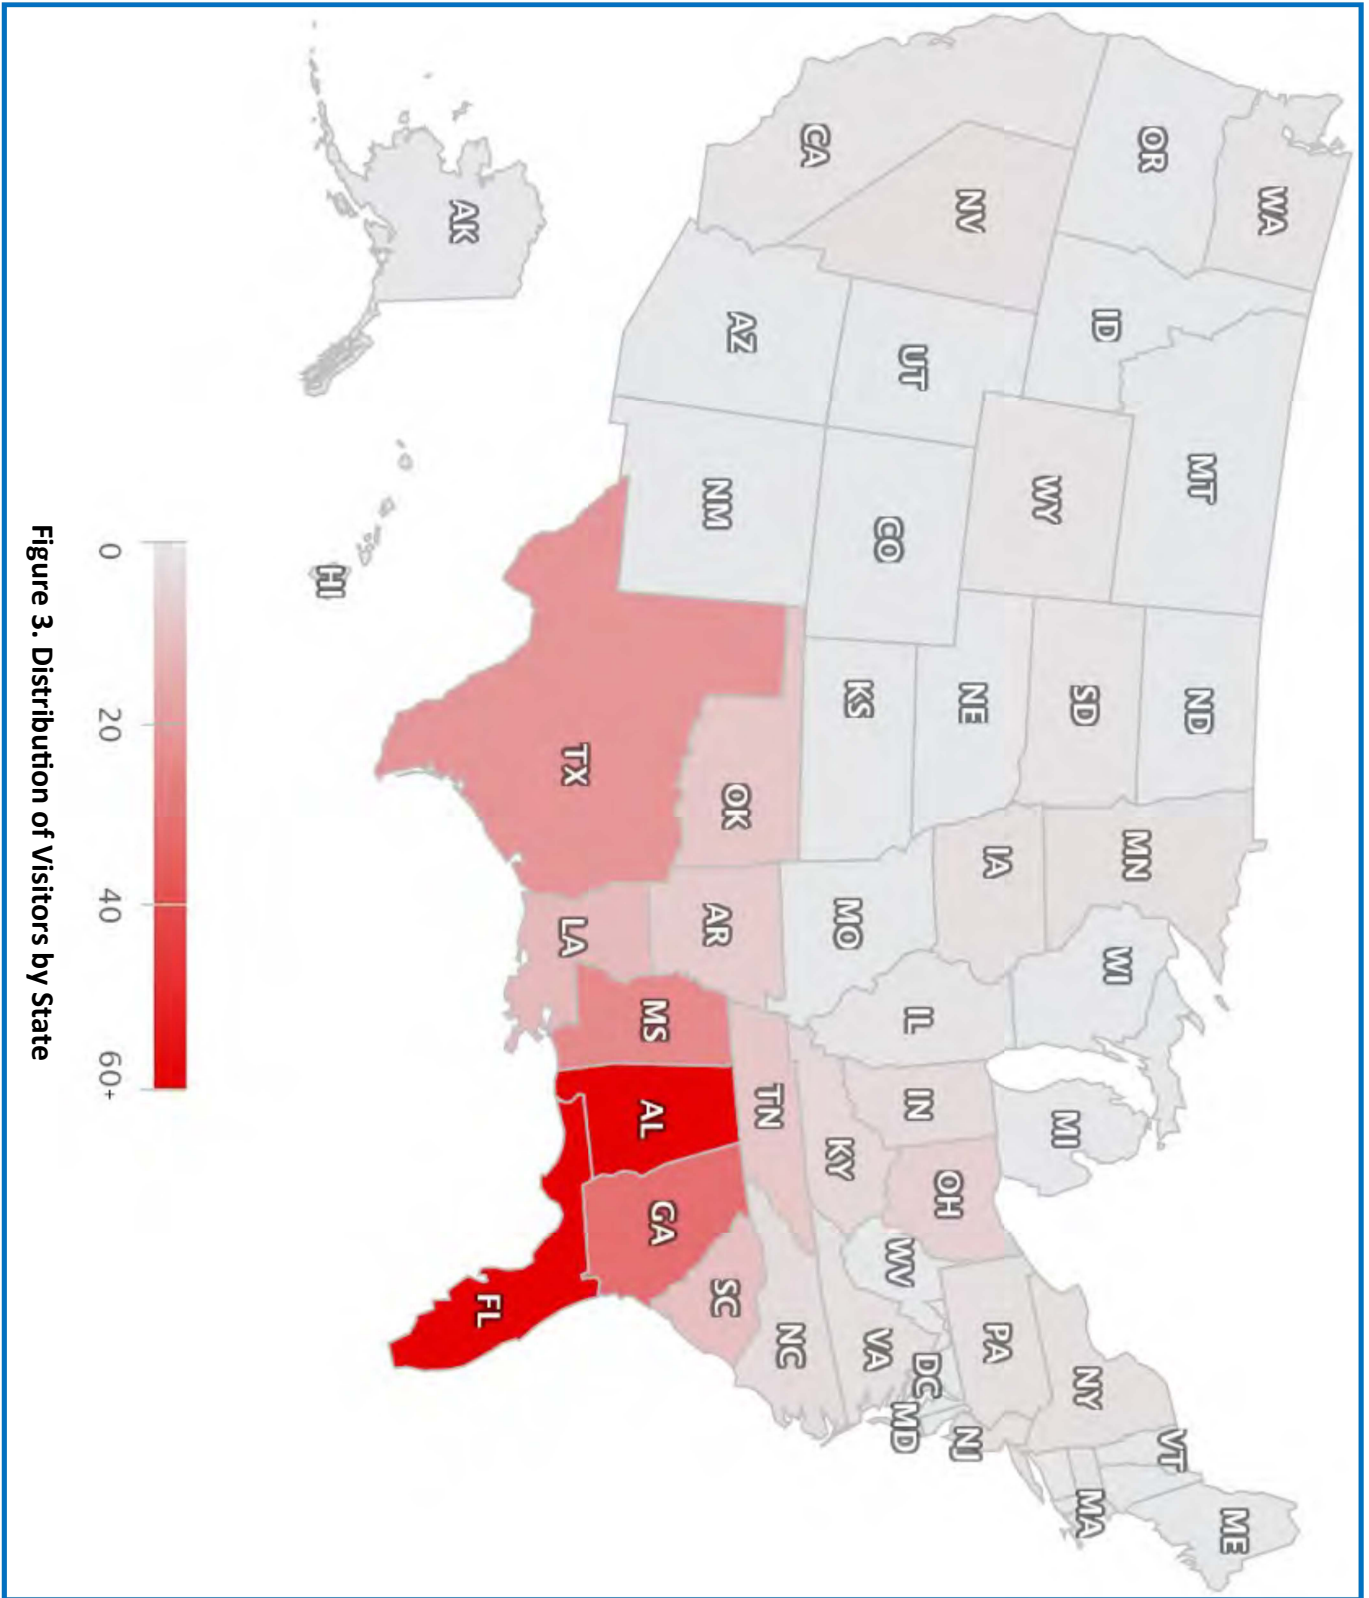 WA
OR
CA
NV
ID
MT
WY
UT
AZ
CO
NM
ND
SD
NE
KS
OK
TX
MN
IA
MO
AR
LA
WI
IL
MI
IN
OH
KY
TN
MS
AL
GA
FL
SC
NC
VA
WV
DC
MD
PA
NJ
NY
VT
MA
ME
AK
HI
0 20 40 60+
Figure 3. Distribution of Visitors by State